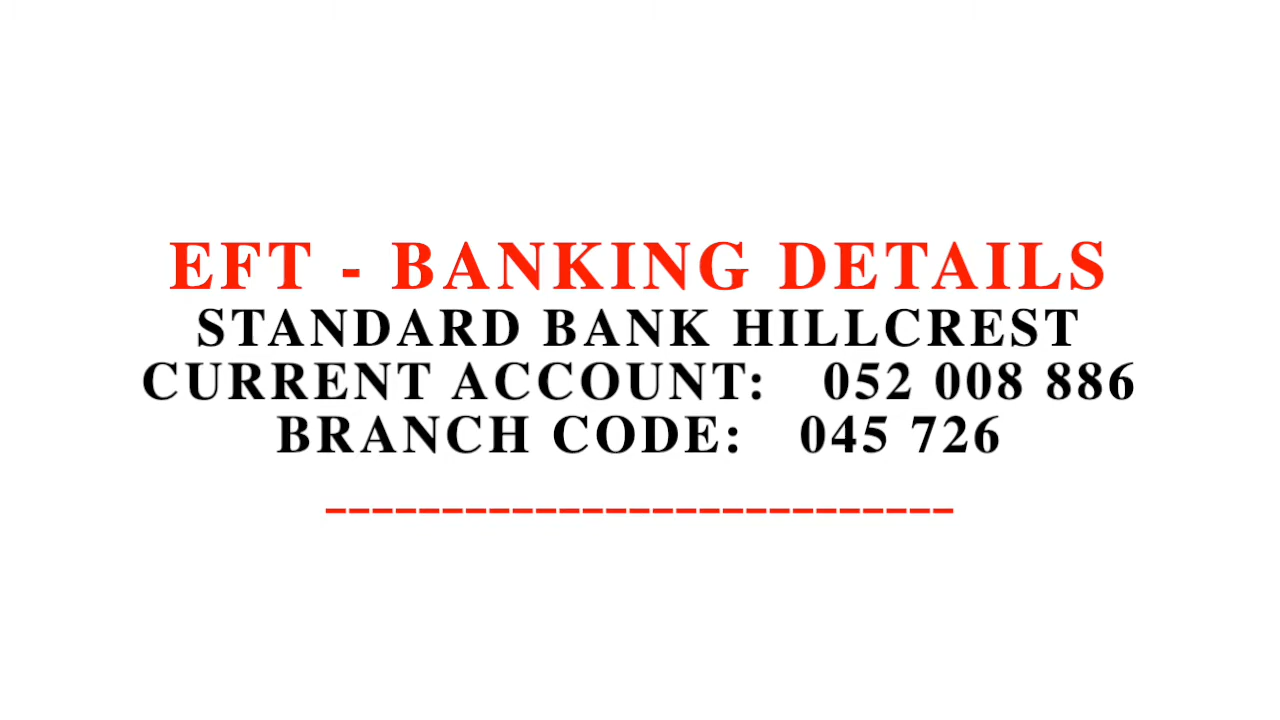 EFT - BANKING DETAILS
STANDARD BANK HILLCREST
CURRENT ACCOUNT: 052 008 886
BRANCH CODE: 045 726
---------------------------